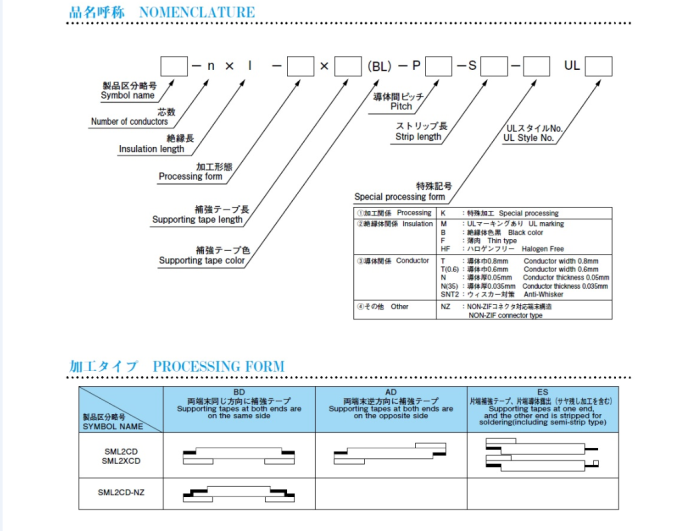 品名呼称 NOMENCLATURE
- n × l - × (BL) - P - S - UL
製品区分略号
Symbol name
芯数
Number of conductors
絶縁長
Insulation length
加工形態
Processing form
補強テープ長
Supporting tape length
補強テープ色
Supporting tape color
導体間ピッチ
Pitch
ストリップ長
Strip length
ULスタイルNo.
UL Style No.
特殊記号
Special processing form
①加工関係 Processing K : 特殊加工 Special processing
②絶縁体関係 Insulation M : ULマーキングあり UL marking
B : 絶縁体色黒 Black color
F : 薄肉 Thin type
HF : ハロゲンフリー Halogen Free
③導体関係 Conductor T : 導体巾0.8mm Conductor width 0.8mm
T(0.6) : 導体巾0.6mm Conductor width 0.6mm
N : 導体厚0.05mm Conductor thickness 0.05mm
N(35) : 導体厚0.035mm Conductor thickness 0.035mm
SNT2 : ウィスカー対策 Anti-Whisker
④その他 Other NZ : NON-ZIFコネクタ対応端末構造
NON-ZIF connector type
加工タイプ PROCESSING FORM
製品区分略号
SYMBOL NAME
BD
両端末同じ方向に補強テープ
Supporting tapes at both ends are
on the same side
AD
両端末逆方向に補強テープ
Supporting tapes at both ends are
on the opposite side
ES
片端補強テープ、片端導体露出（サヤ残し加工を含む）
Supporting tapes at one end,
and the other end is stripped for
soldering(including semi-strip type)
SML2CD
SML2XCD
SML2CD-NZ